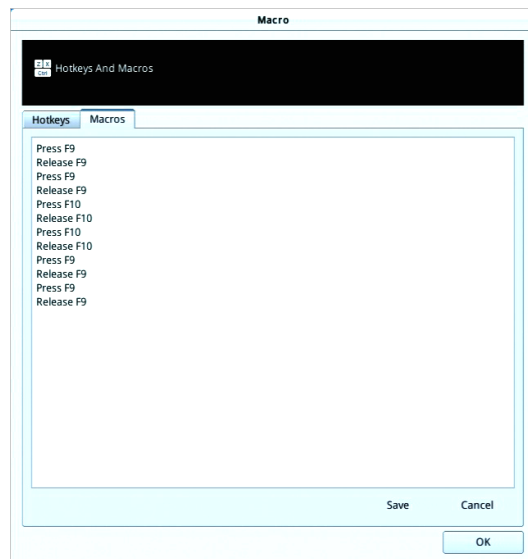 Macro
Z X
Ctrl
Hotkeys And Macros
Hotkeys Macros
Press F9
Release F9
Press F9
Release F9
Press F10
Release F10
Press F10
Release F10
Press F9
Release F9
Press F9
Release F9
Save Cancel
OK